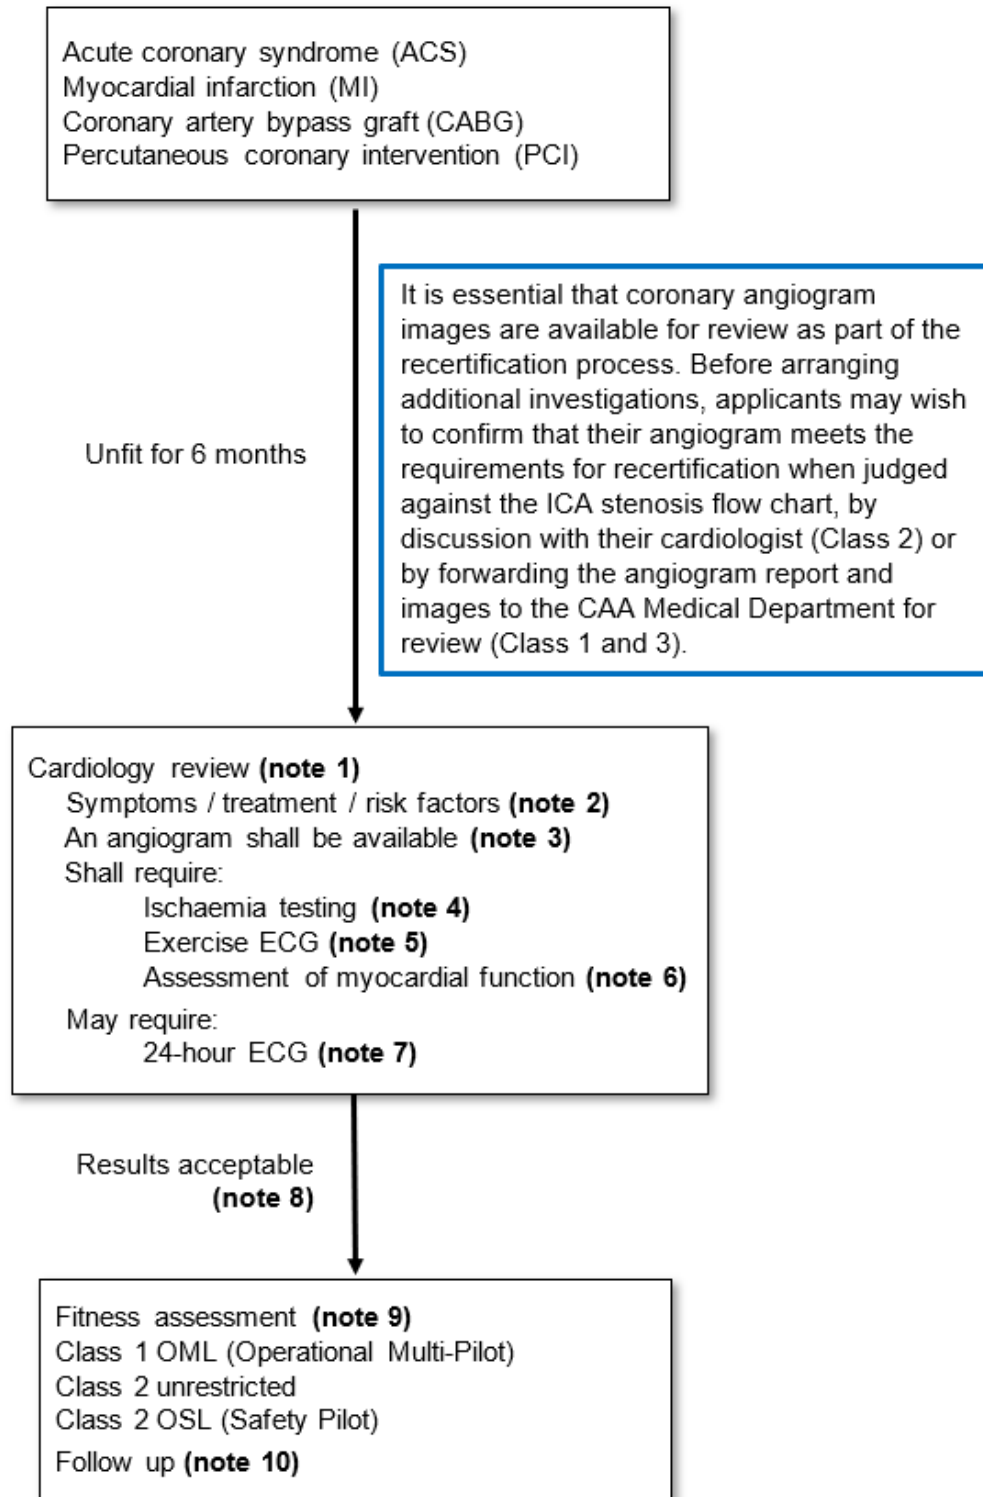 Acute coronary syndrome (ACS)
Myocardial infarction (MI)
Coronary artery bypass graft (CABG)
Percutaneous coronary intervention (PCI)
It is essential that coronary angiogram
images are available for review as part of the
recertification process. Before arranging
additional investigations, applicants may wish
to confirm that their angiogram meets the
requirements for recertification when judged
against the ICA stenosis flow chart, by
discussion with their cardiologist (Class 2) or
by forwarding the angiogram report and
images to the CAA Medical Department for
review (Class 1 and 3).
Unfit for 6 months
Cardiology review (note 1)
Symptoms / treatment / risk factors (note 2)
An angiogram shall be available (note 3)
Shall require:
Ischaemia testing (note 4)
Exercise ECG (note 5)
Assessment of myocardial function (note 6)
May require:
24-hour ECG (note 7)
Results acceptable
(note 8)
Fitness assessment (note 9)
Class 1 OML (Operational Multi-Pilot)
Class 2 unrestricted
Class 2 OSL (Safety Pilot)
Follow up (note 10)